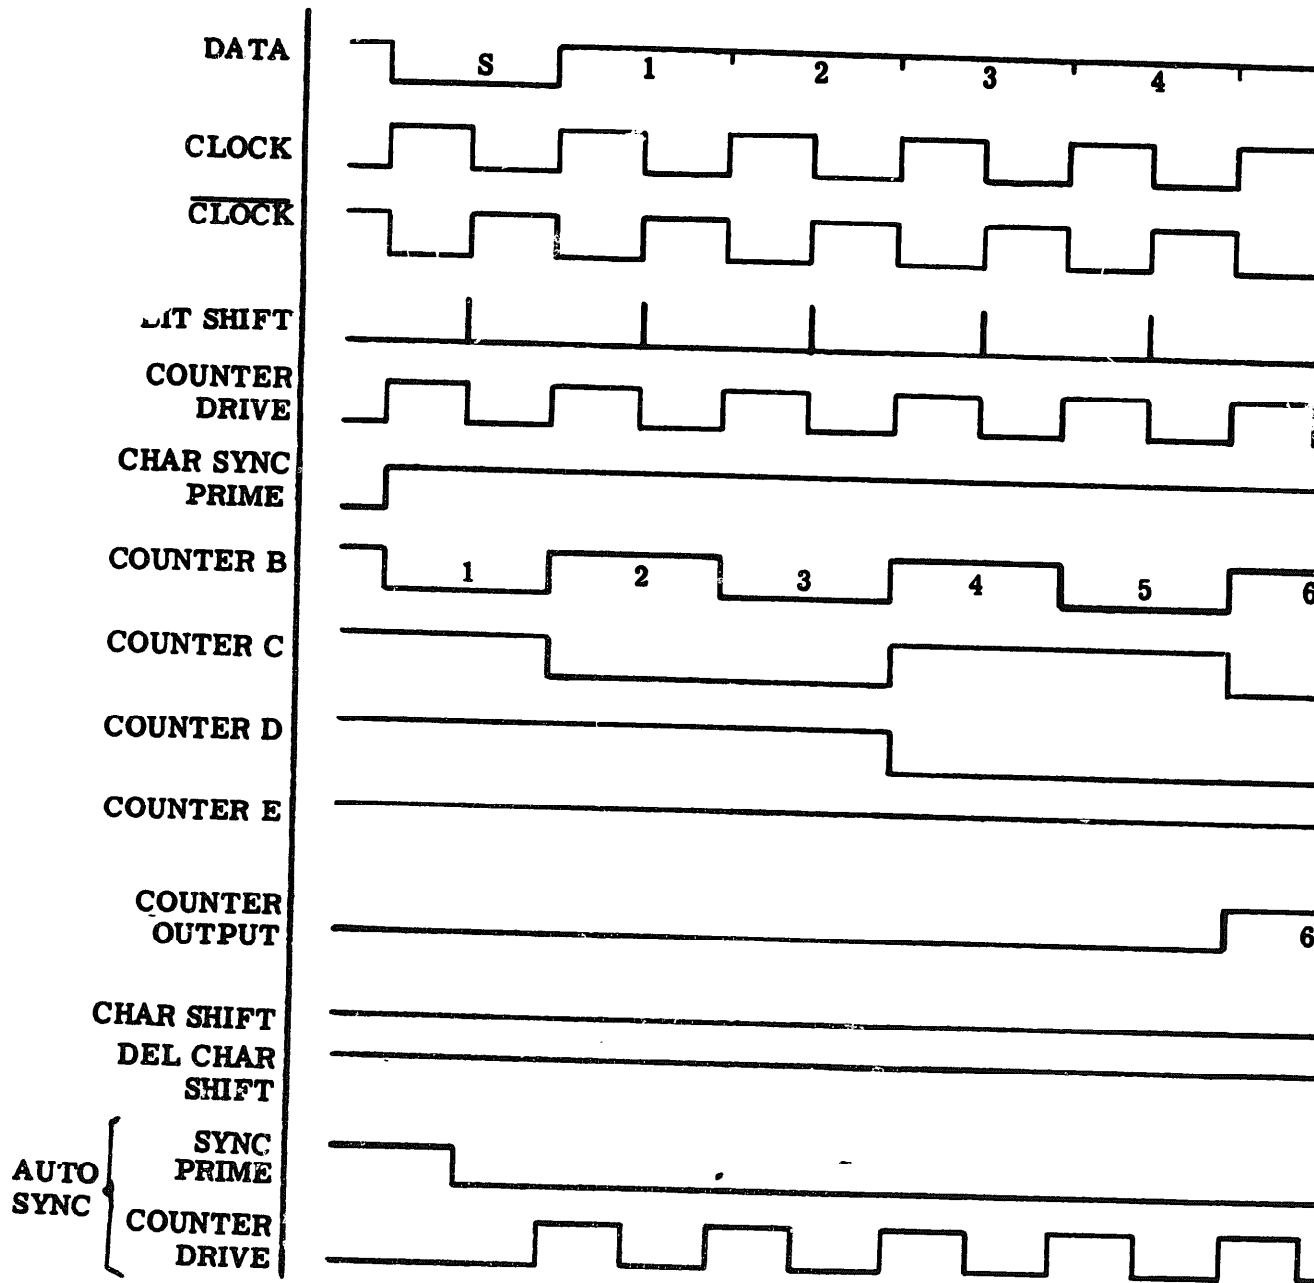 DATA
S 1 2 3 4
CLOCK
CLOCK
SHIFT
COUNTER
DRIVE
CHAR SYNC
PRIME
COUNTER B
1 2 3 4 5 6
COUNTER C
COUNTER D
COUNTER E
COUNTER
OUTPUT
6
CHAR SHIFT
DEL CHAR
SHIFT
AUTO
SYNC
SYNC
PRIME
COUNTER
DRIVE